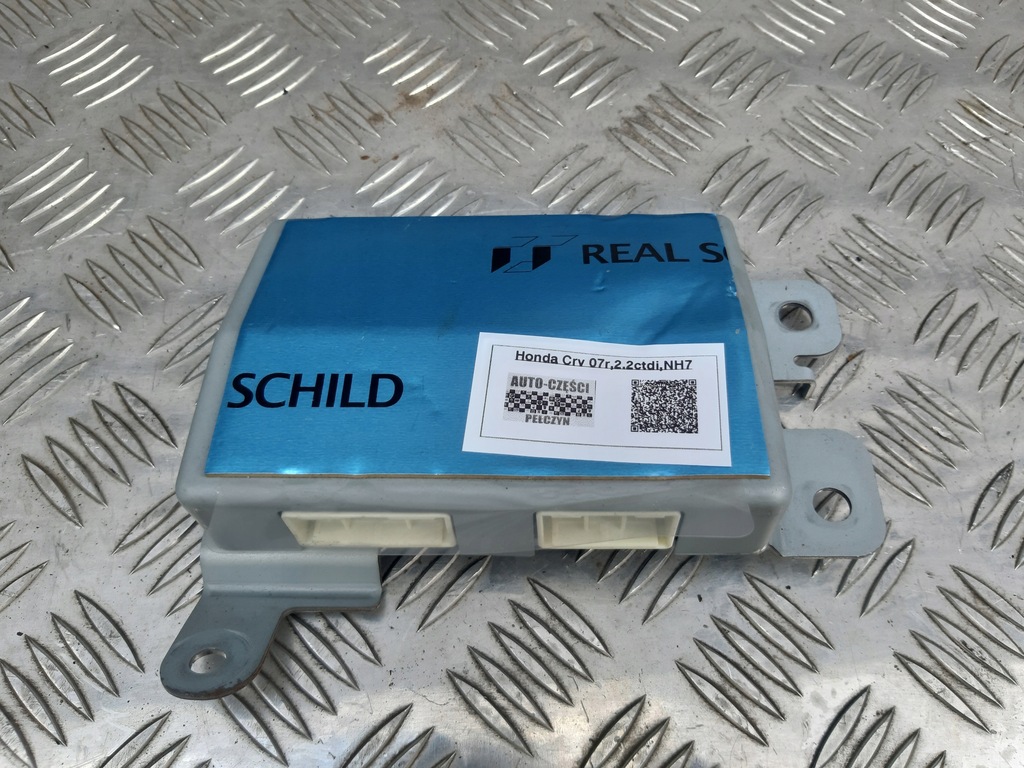 REAL S
SCHILD
Honda Crv 07r,2.2ctdi,NH7
AUTO-CZĘŚCI
PEŁCZYN